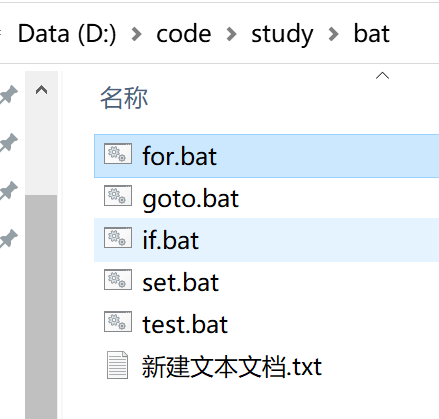 Data (D:) > code > study > bat
名称
for.bat
goto.bat
if.bat
set.bat
test.bat
新建文本文档.txt